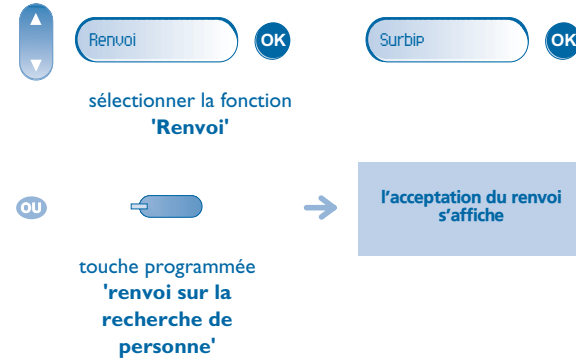 Renvoi OK Surbip OK
sélectionner la fonction
'Renvoi'
OU
l'acceptation du renvoi
s'affiche
touche programmée
'renvoi sur la
recherche de
personne'